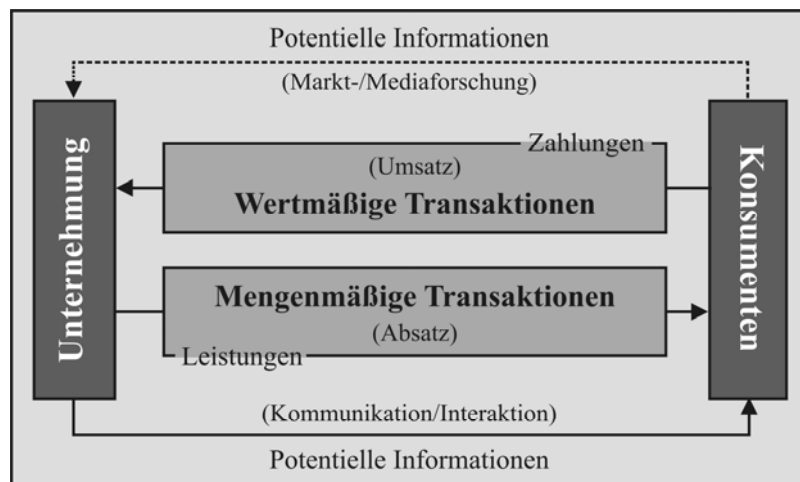 Potentielle Informationen
(Markt-/Mediaforschung)
Unternehmung
Zahlungen
(Umsatz)
Wertmäßige Transaktionen
Mengenmäßige Transaktionen
(Absatz)
Leistungen
Konsumenten
(Kommunikation/Interaktion)
Potentielle Informationen